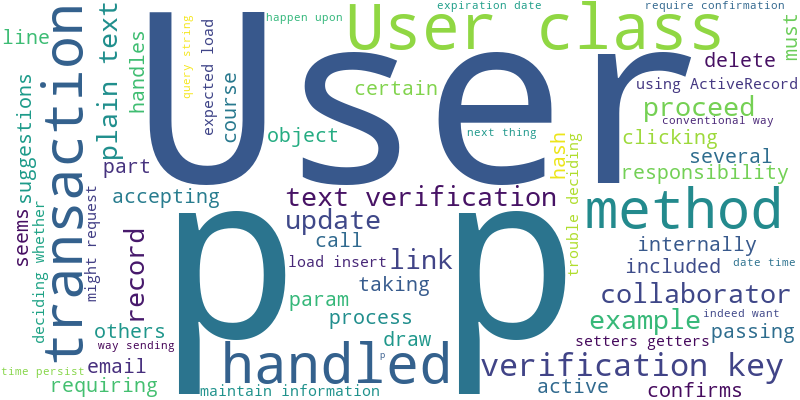 User
User class
p p
transaction
plain text
handles
line
happen upon
expiration date
require confirmation
must
query string
expected load
course
certain
delete
using ActiveRecord
proceed
conventional way
suggestions
object
next thing
hash
clicking
several
responsibility
part
accepting
text verification
trouble deciding
method
seems
deciding whether
might request
record
update
call
load insert
link
taking
internally
included
date time
collaborator
param
process
example
indeed want
setters getters
passing
others
way sending
draw
p
handled
verification key
time persist
email
requiring
maintain information
active
confirms